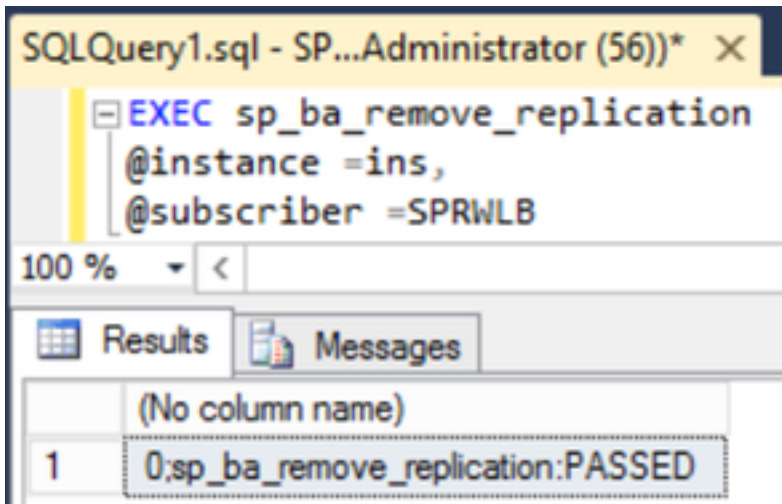 SQLQuery1.sql - SP...Administrator (56))*
EXEC sp_ba_remove_replication
@instance =ins,
@subscriber =SPRWLB
100 %
Results Messages
(No column name)
1 0;sp_ba_remove_replication:PASSED